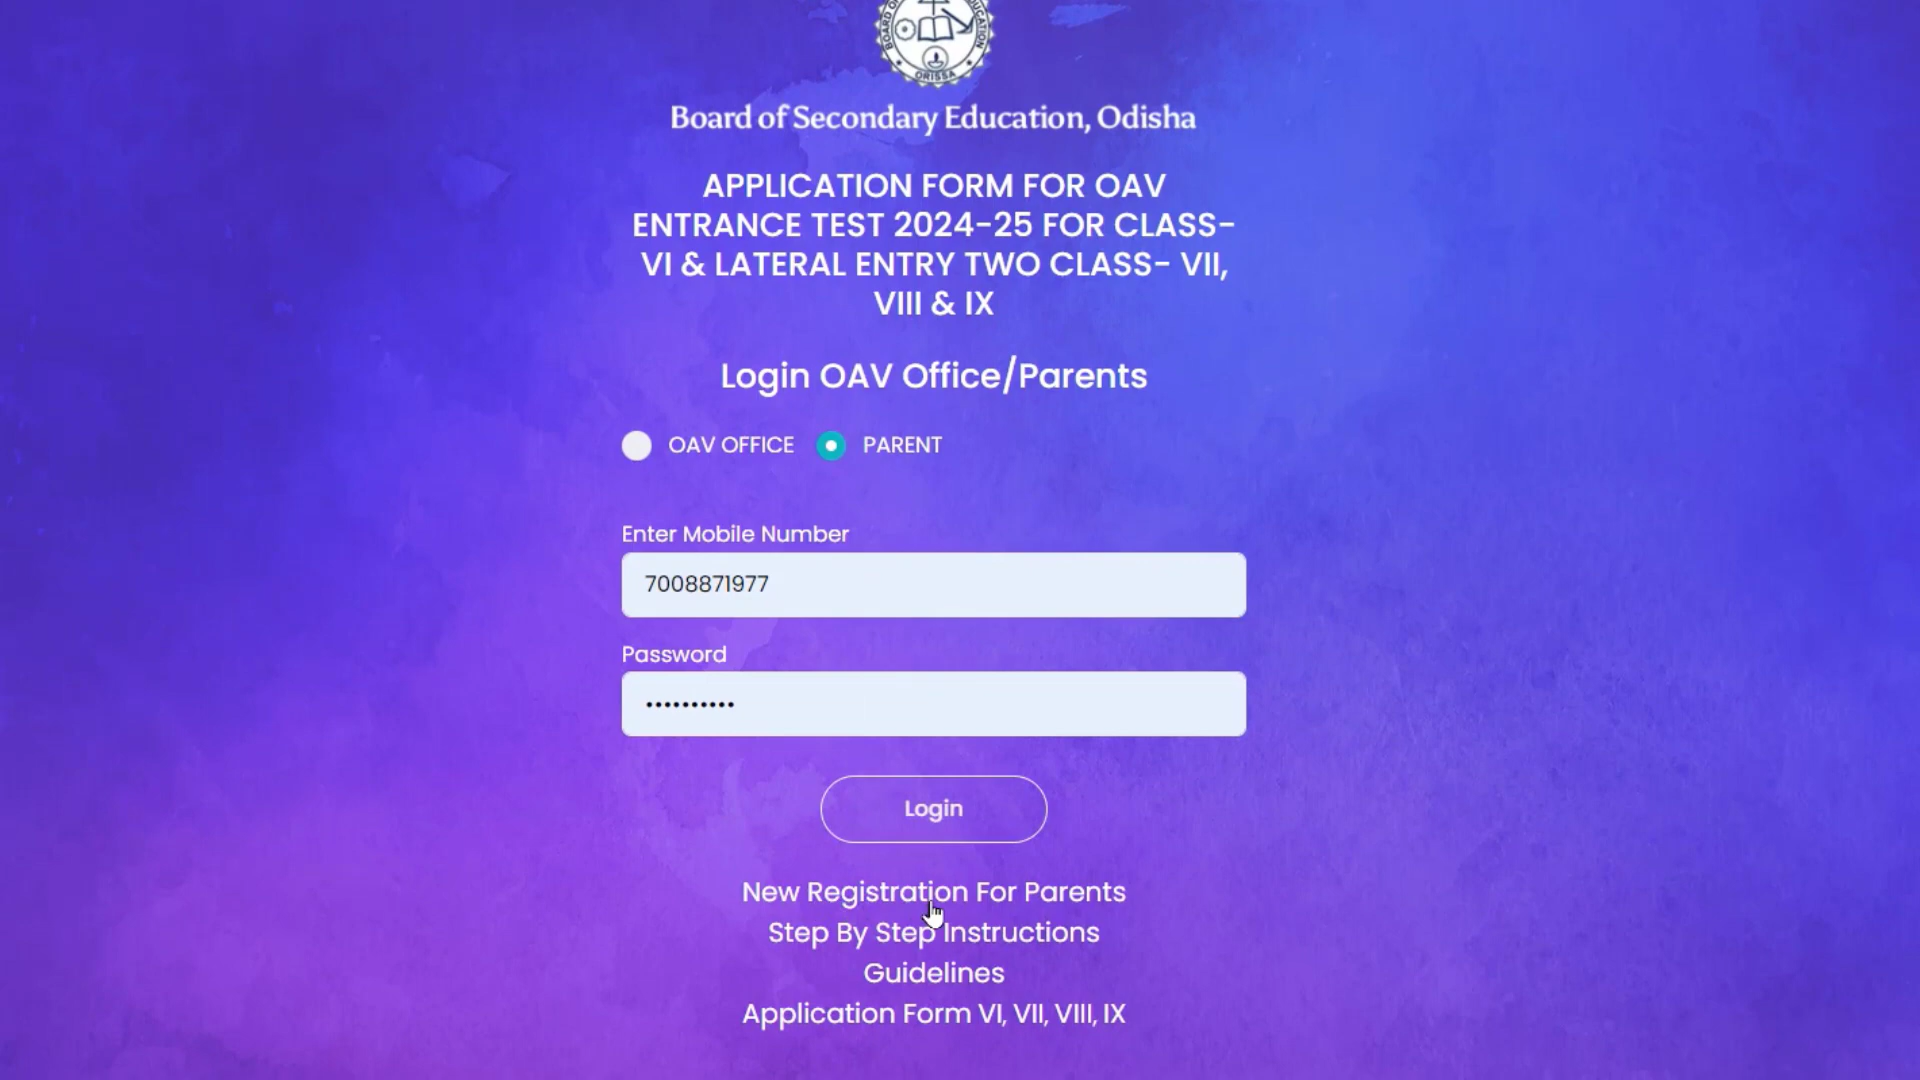 ORISSA
Board of Secondary Education, Odisha
APPLICATION FORM FOR OAV
ENTRANCE TEST 2024-25 FOR CLASS-
VI & LATERAL ENTRY TWO CLASS- VII,
VIII & IX
Login OAV Office/Parents
OAV OFFICE PARENT
Enter Mobile Number
7008871977
Password
••••••••••
Login
New Registration For Parents
Step By Step Instructions
Guidelines
Application Form VI, VII, VIII, IX